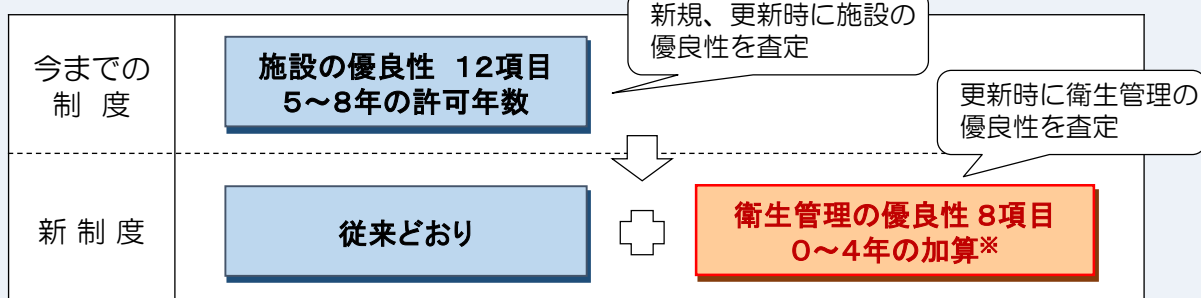 新規、更新時に施設の
優良性を査定
今までの
制 度
施設の優良性 12項目
5～8年の許可年数
更新時に衛生管理の
優良性を査定
新 制 度
従来どおり
衛生管理の優良性 8項目
0～4年の加算※